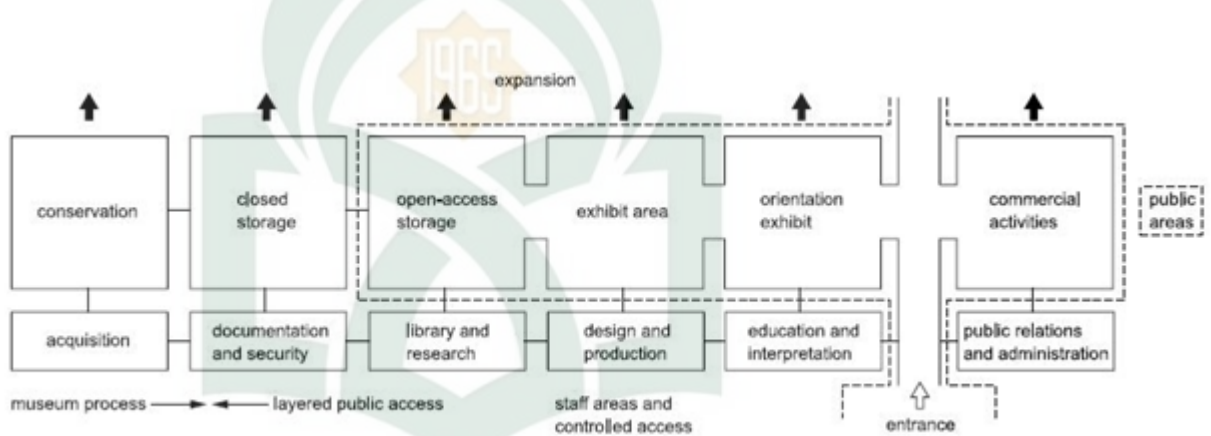 1965
expansion
conservation
closed
storage
open-access
storage
exhibit area
orientation
exhibit
commercial
activities
public
areas
acquisition
documentation
and security
library and
research
design and
production
education and
interpretation
public relations
and administration
museum process
layered public access
staff areas and
controlled access
entrance